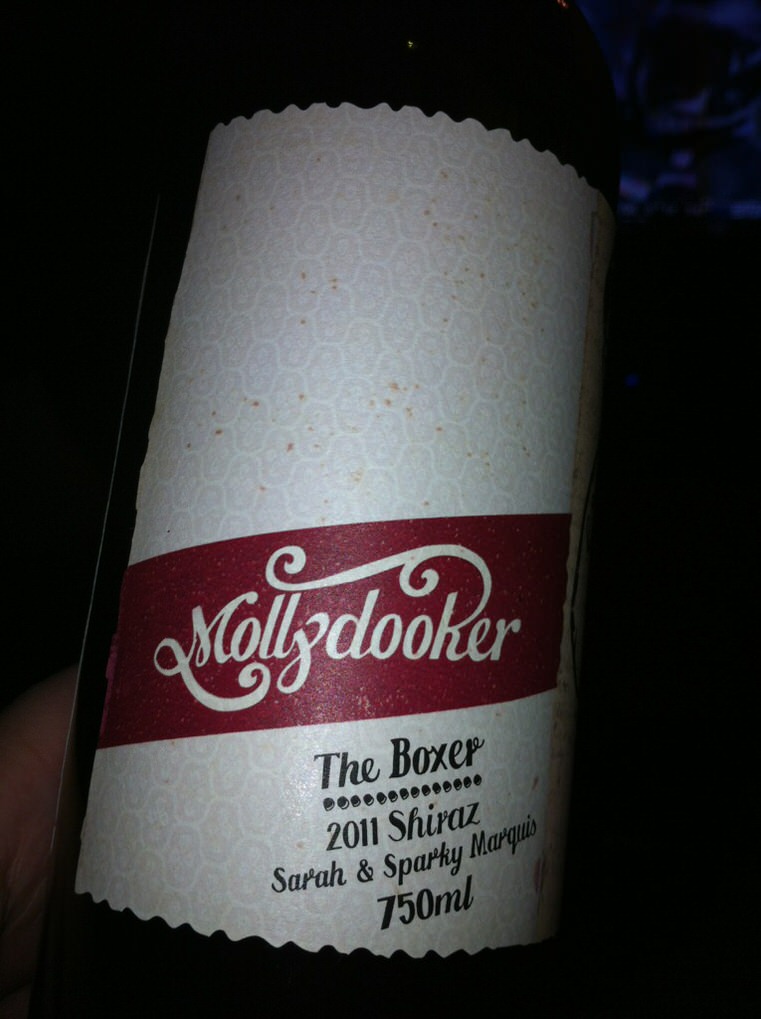 Mollydooker
The Boxer
2011 Shiraz
Sarah & Sparky Marquis
750ml